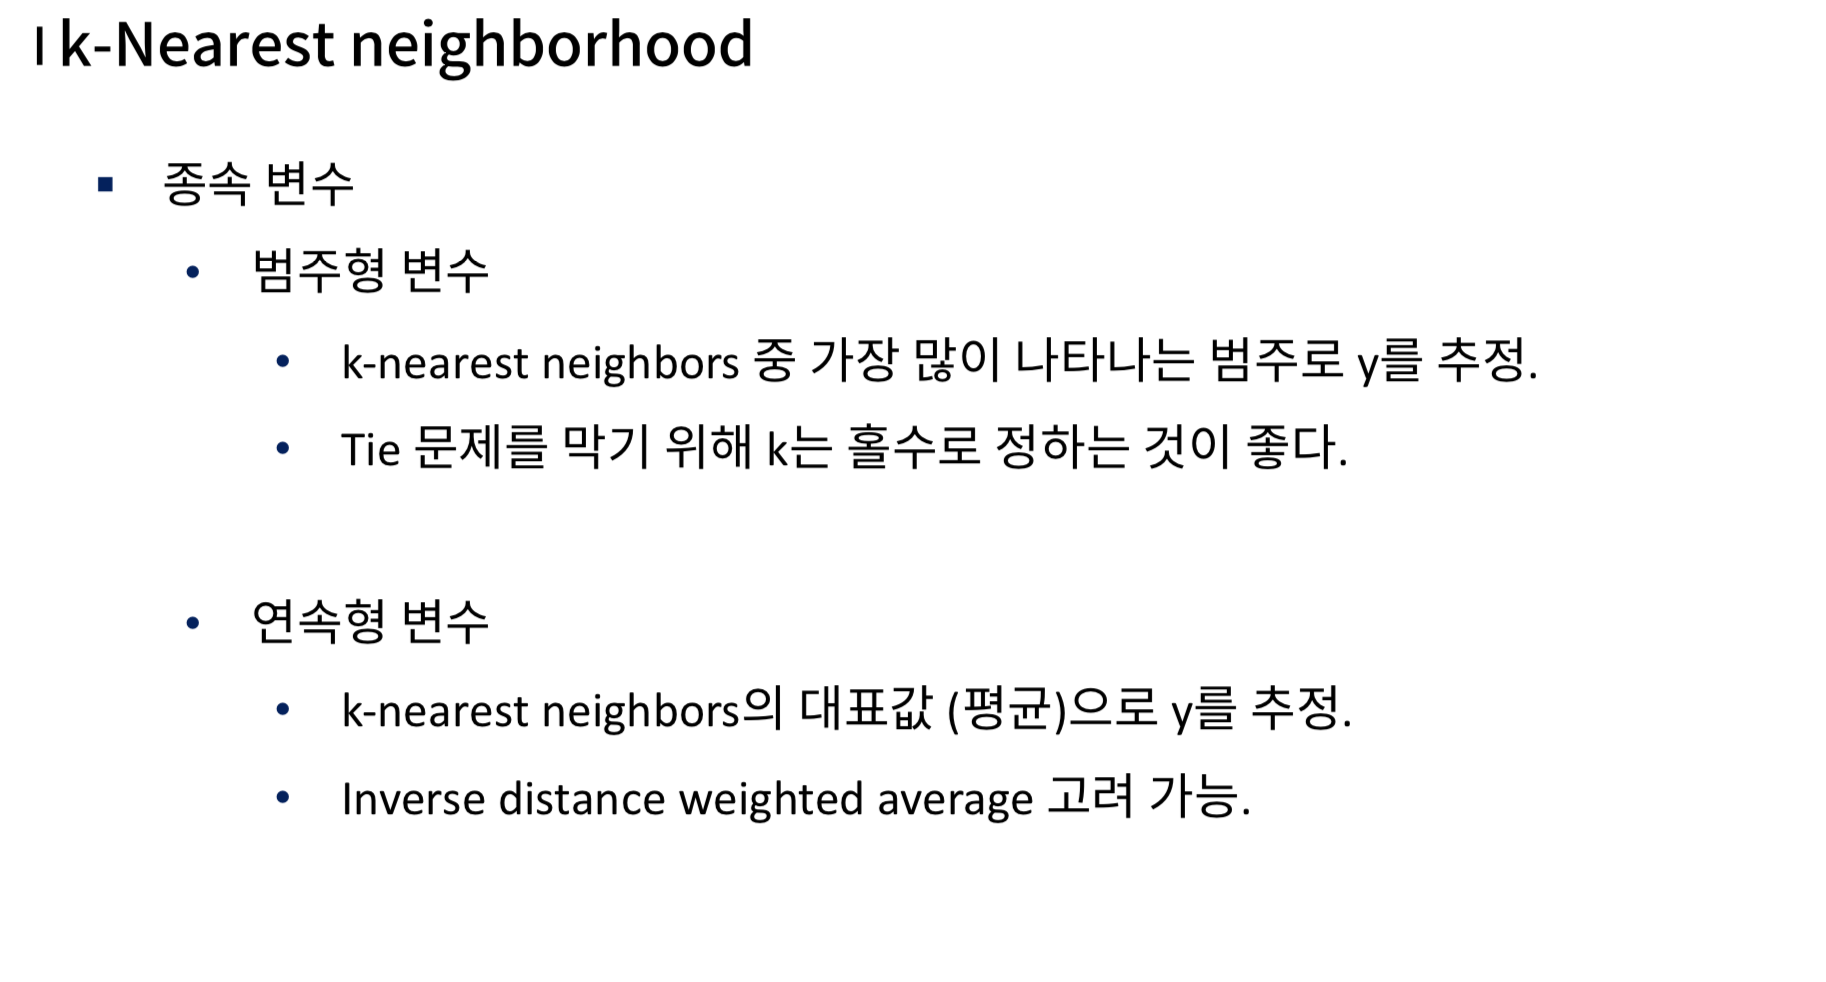 | k-Nearest neighborhood
▪ 종속 변수
• 범주형 변수
• k-nearest neighbors 중 가장 많이 나타나는 범주로 y를 추정.
• Tie 문제를 막기 위해 k는 홀수로 정하는 것이 좋다.
• 연속형 변수
• k-nearest neighbors의 대표값 (평균)으로 y를 추정.
• Inverse distance weighted average 고려 가능.